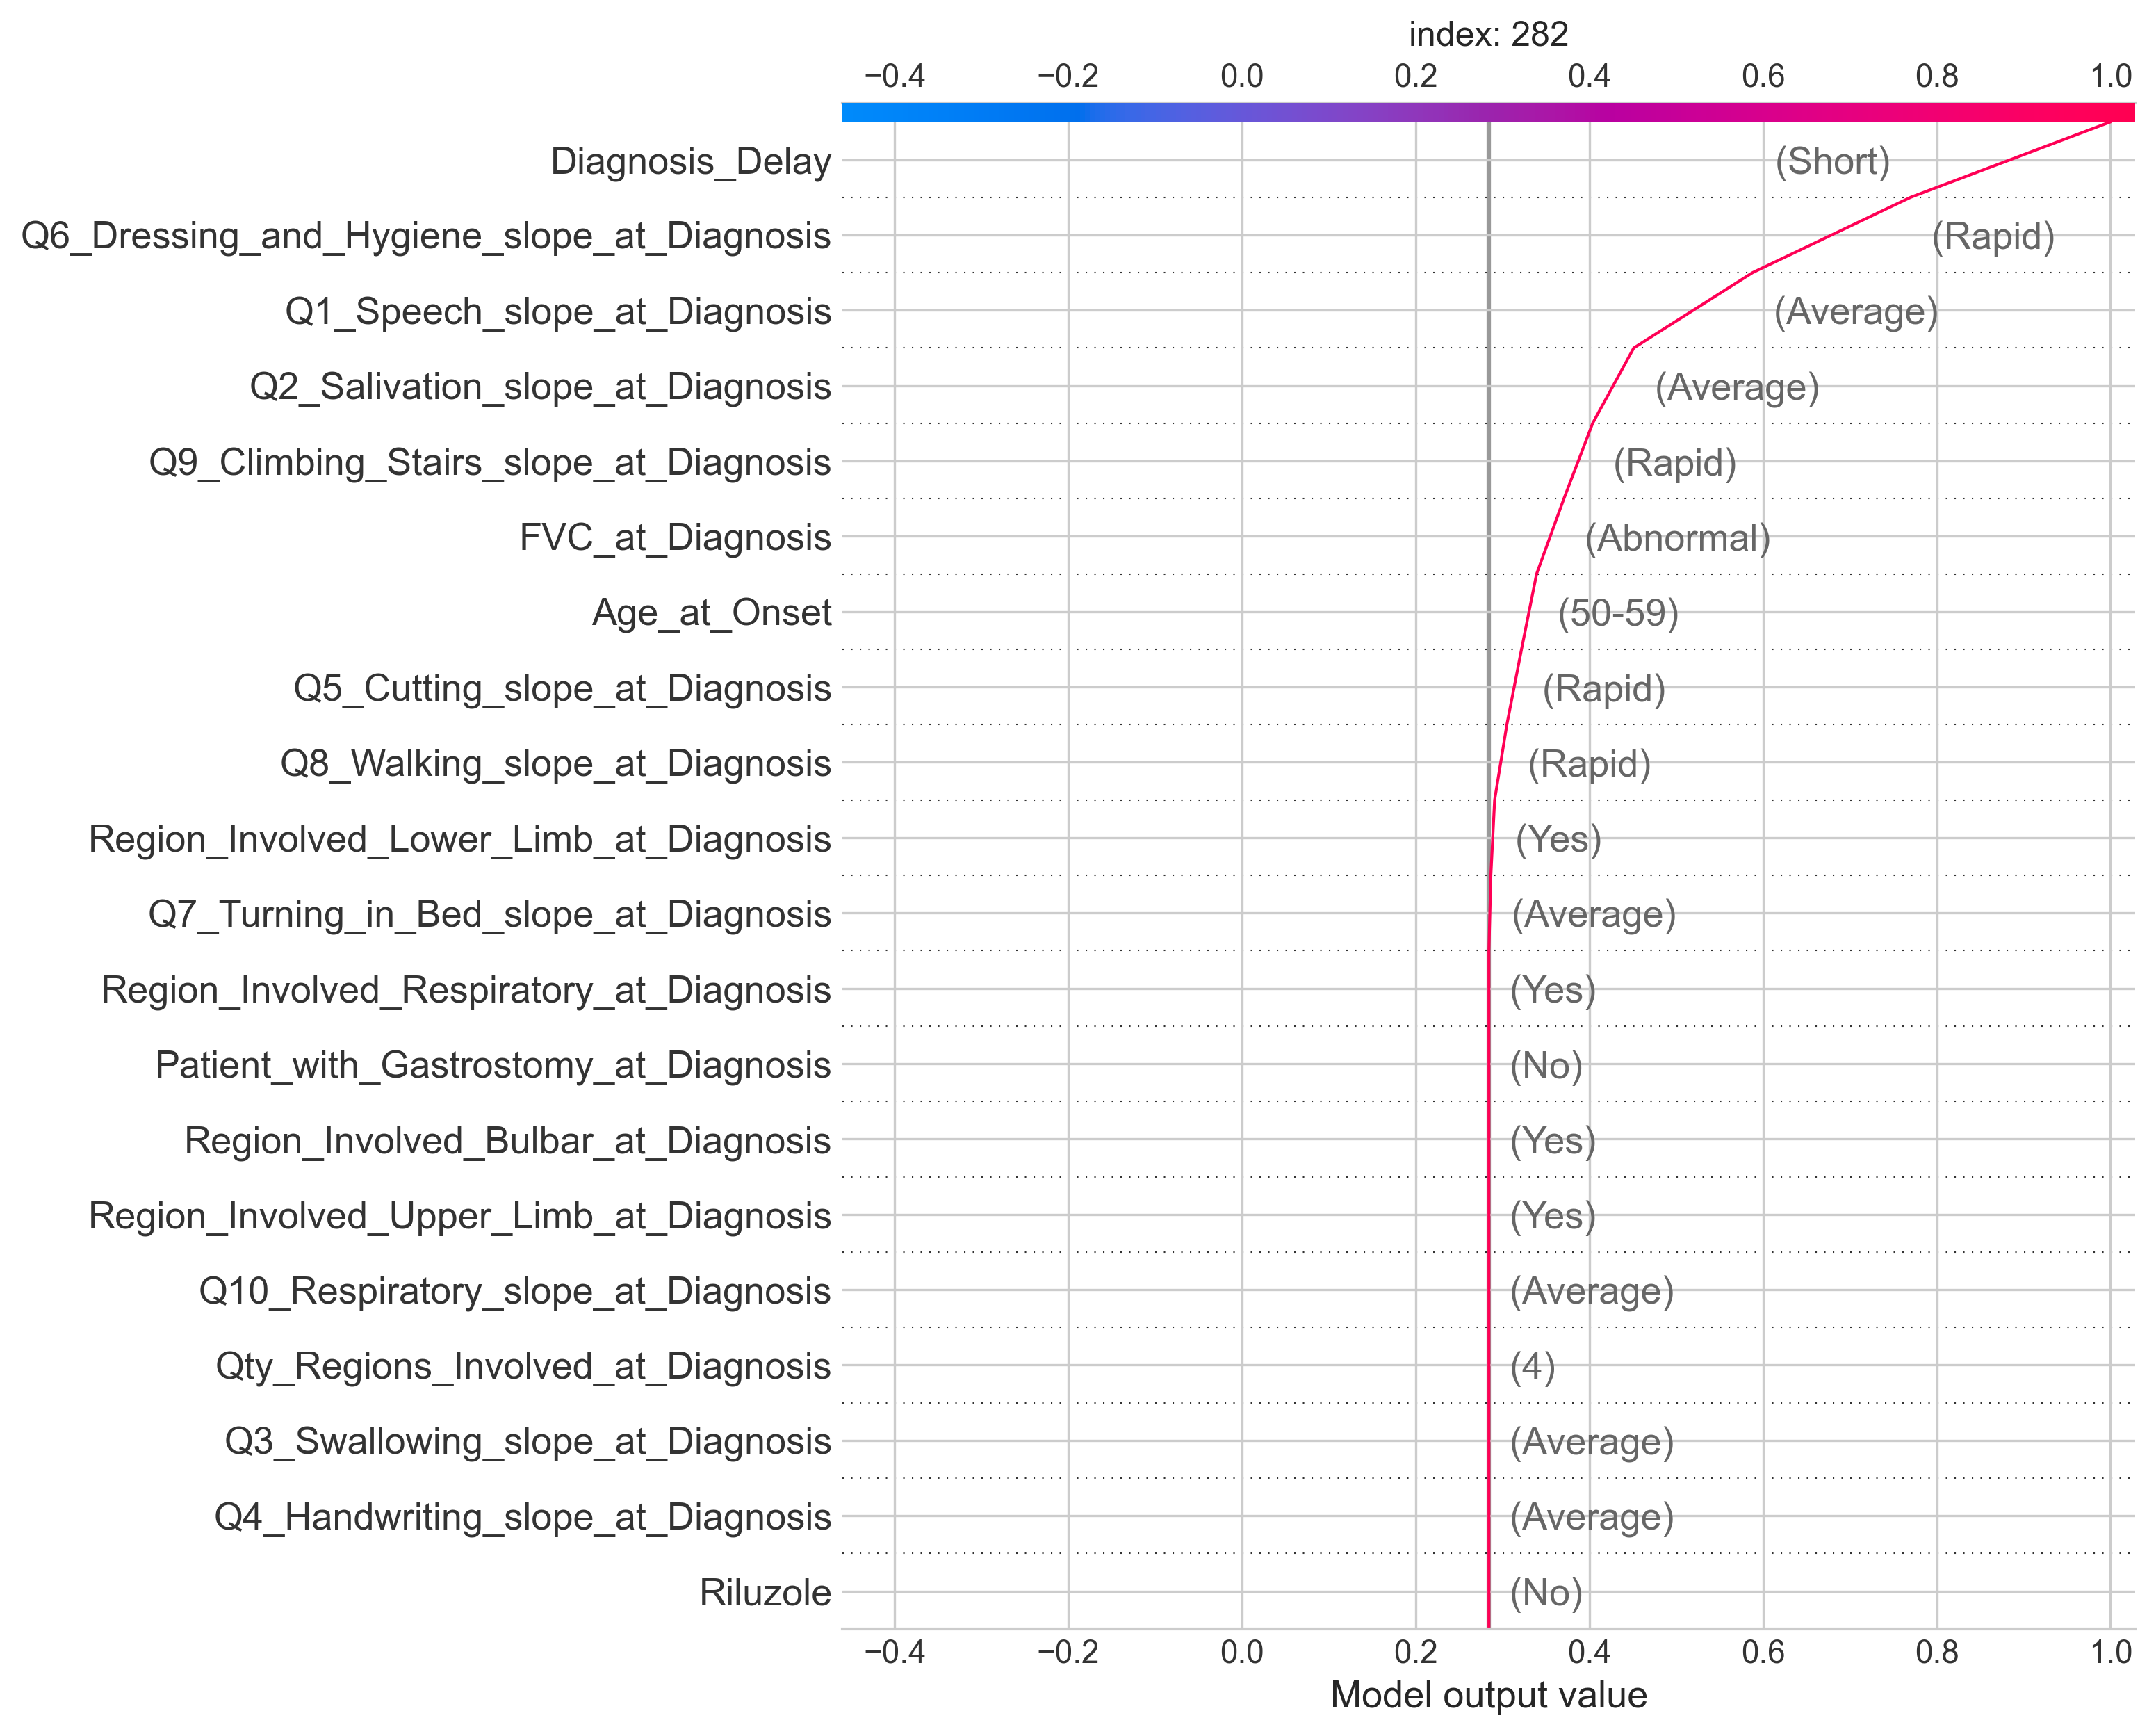 index: 282
−0.4 −0.2 0.0 0.2 0.4 0.6 0.8 1.0
Diagnosis_Delay (Short)
Q6_Dressing_and_Hygiene_slope_at_Diagnosis (Rapid)
Q1_Speech_slope_at_Diagnosis (Average)
Q2_Salivation_slope_at_Diagnosis (Average)
Q9_Climbing_Stairs_slope_at_Diagnosis (Rapid)
FVC_at_Diagnosis (Abnormal)
Age_at_Onset (50-59)
Q5_Cutting_slope_at_Diagnosis (Rapid)
Q8_Walking_slope_at_Diagnosis (Rapid)
Region_Involved_Lower_Limb_at_Diagnosis (Yes)
Q7_Turning_in_Bed_slope_at_Diagnosis (Average)
Region_Involved_Respiratory_at_Diagnosis (Yes)
Patient_with_Gastrostomy_at_Diagnosis (No)
Region_Involved_Bulbar_at_Diagnosis (Yes)
Region_Involved_Upper_Limb_at_Diagnosis (Yes)
Q10_Respiratory_slope_at_Diagnosis (Average)
Qty_Regions_Involved_at_Diagnosis (4)
Q3_Swallowing_slope_at_Diagnosis (Average)
Q4_Handwriting_slope_at_Diagnosis (Average)
Riluzole (No)
−0.4 −0.2 0.0 0.2 0.4 0.6 0.8 1.0
Model output value